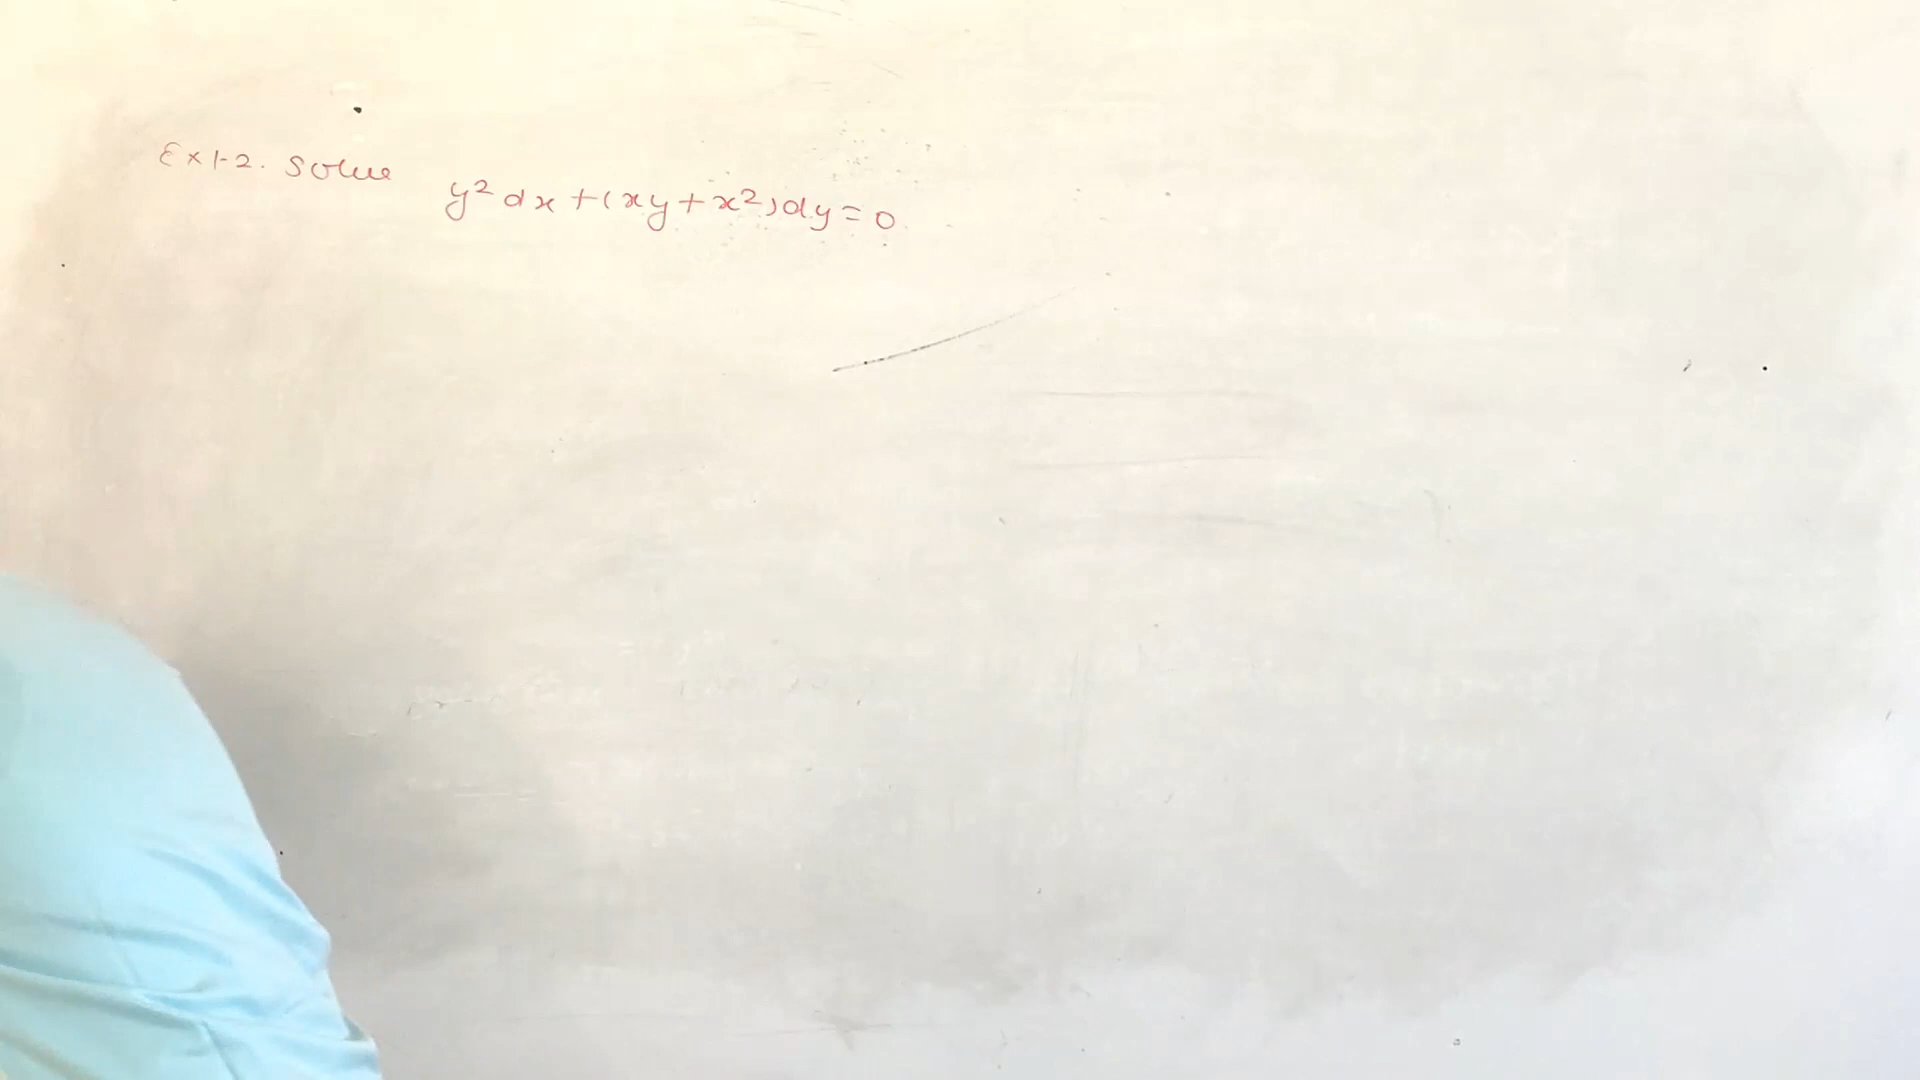 Ex 1.2. Solve
y² dx + (xy + x²) dy = 0